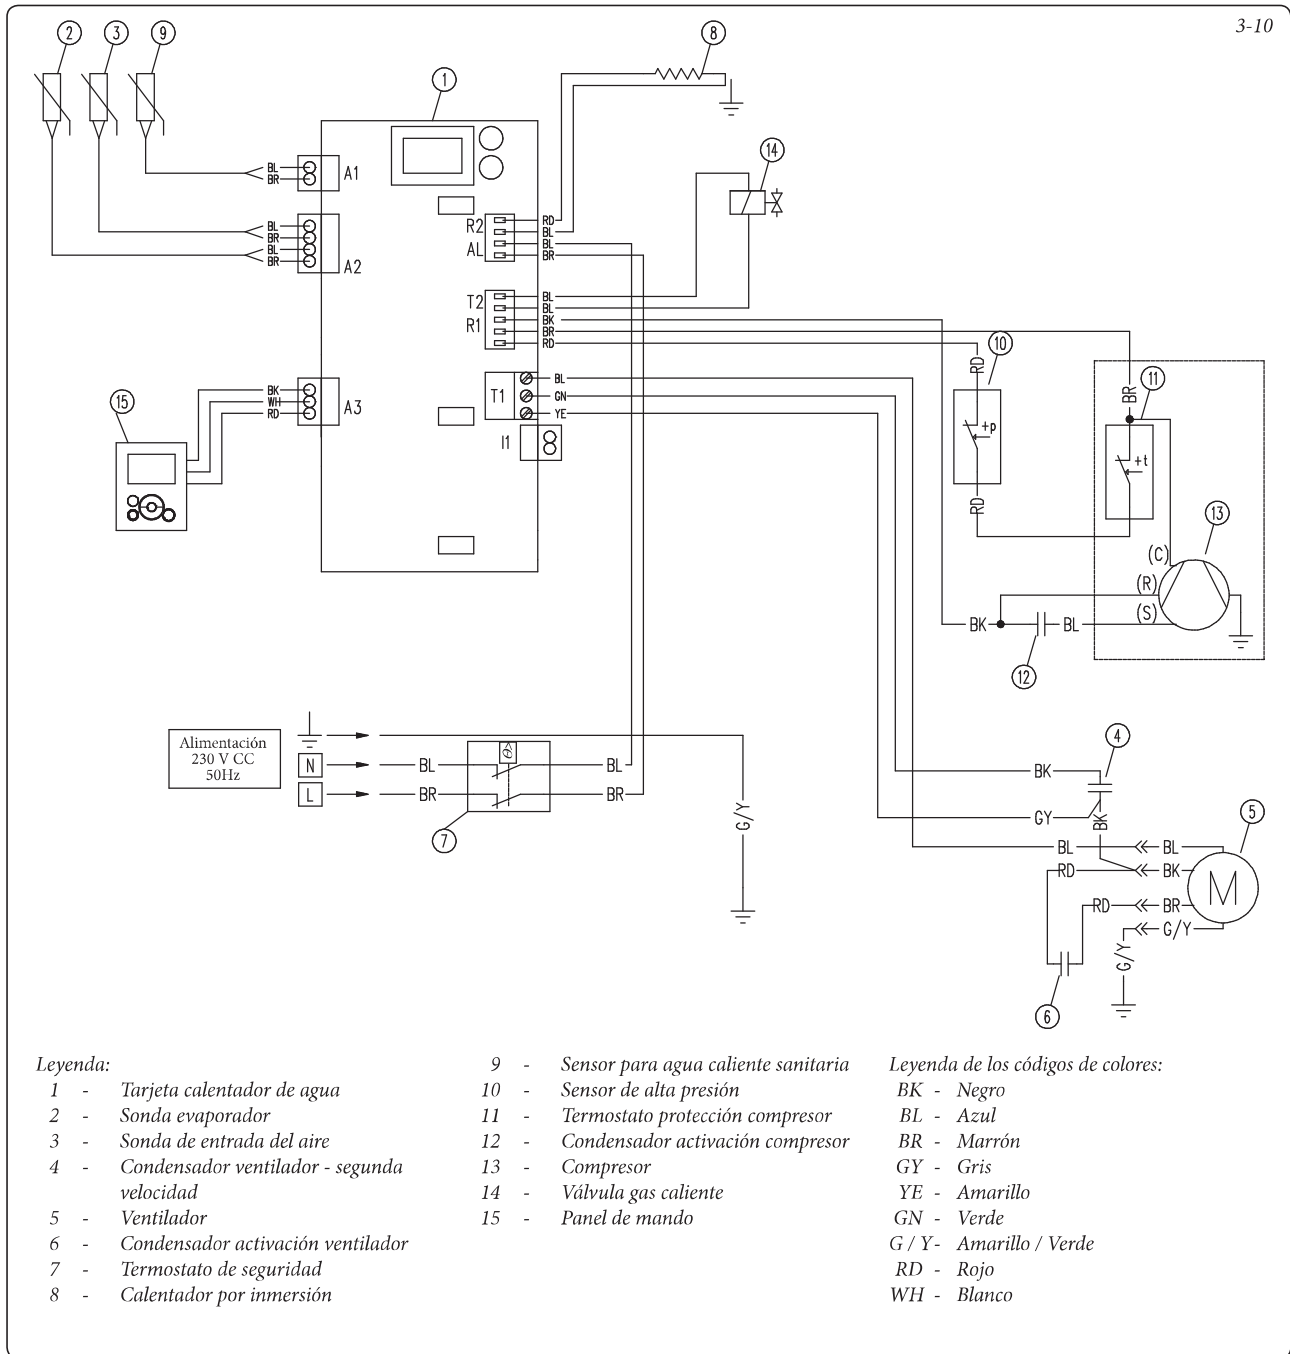 3-10
2
3
9
8
1
14
BL
BR
A1
BL
BR
BL
BR
A2
R2
AL
RD
BL
BL
BR
T2
R1
BL
BL
BK
BR
RD
10
RD
11
BR
15
BK
WH
RD
A3
T1
BL
GN
YE
I1
+p
+t
RD
13
(C)
(R)
(S)
BK
BL
12
Alimentación
230 V CC
50Hz
N
L
BL
BR
BL
BR
7
G/Y
4
BK
GY
BK
5
BL
BL
RD
BK
M
RD
BR
G/Y
G/Y
6
Leyenda:
1 - Tarjeta calentador de agua
2 - Sonda evaporador
3 - Sonda de entrada del aire
4 - Condensador ventilador - segunda
velocidad
5 - Ventilador
6 - Condensador activación ventilador
7 - Termostato de seguridad
8 - Calentador por inmersión
9 - Sensor para agua caliente sanitaria
10 - Sensor de alta presión
11 - Termostato protección compresor
12 - Condensador activación compresor
13 - Compresor
14 - Válvula gas caliente
15 - Panel de mando
Leyenda de los códigos de colores:
BK - Negro
BL - Azul
BR - Marrón
GY - Gris
YE - Amarillo
GN - Verde
G / Y - Amarillo / Verde
RD - Rojo
WH - Blanco